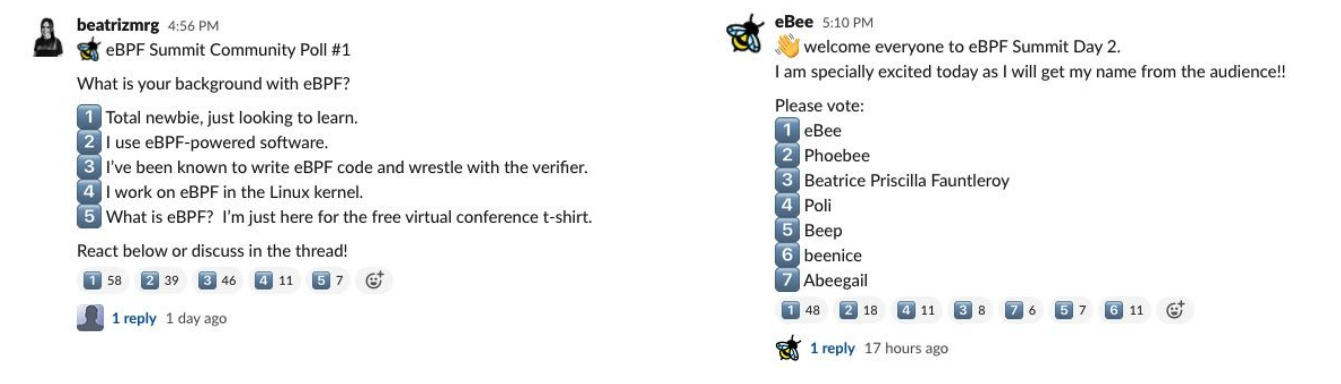 beatrizmrg 4:56 PM
🐝 eBPF Summit Community Poll #1
What is your background with eBPF?
1 Total newbie, just looking to learn.
2 I use eBPF-powered software.
3 I've been known to write eBPF code and wrestle with the verifier.
4 I work on eBPF in the Linux kernel.
5 What is eBPF? I'm just here for the free virtual conference t-shirt.
React below or discuss in the thread!
1 58 2 39 3 46 4 11 5 7
1 reply 1 day ago
eBee 5:10 PM
👋 welcome everyone to eBPF Summit Day 2.
I am specially excited today as I will get my name from the audience!!
Please vote:
1 eBee
2 Phoebee
3 Beatrice Priscilla Fauntleroy
4 Poli
5 Beep
6 beenice
7 Abeegail
1 48 2 18 4 11 3 8 7 6 5 7 6 11
1 reply 17 hours ago